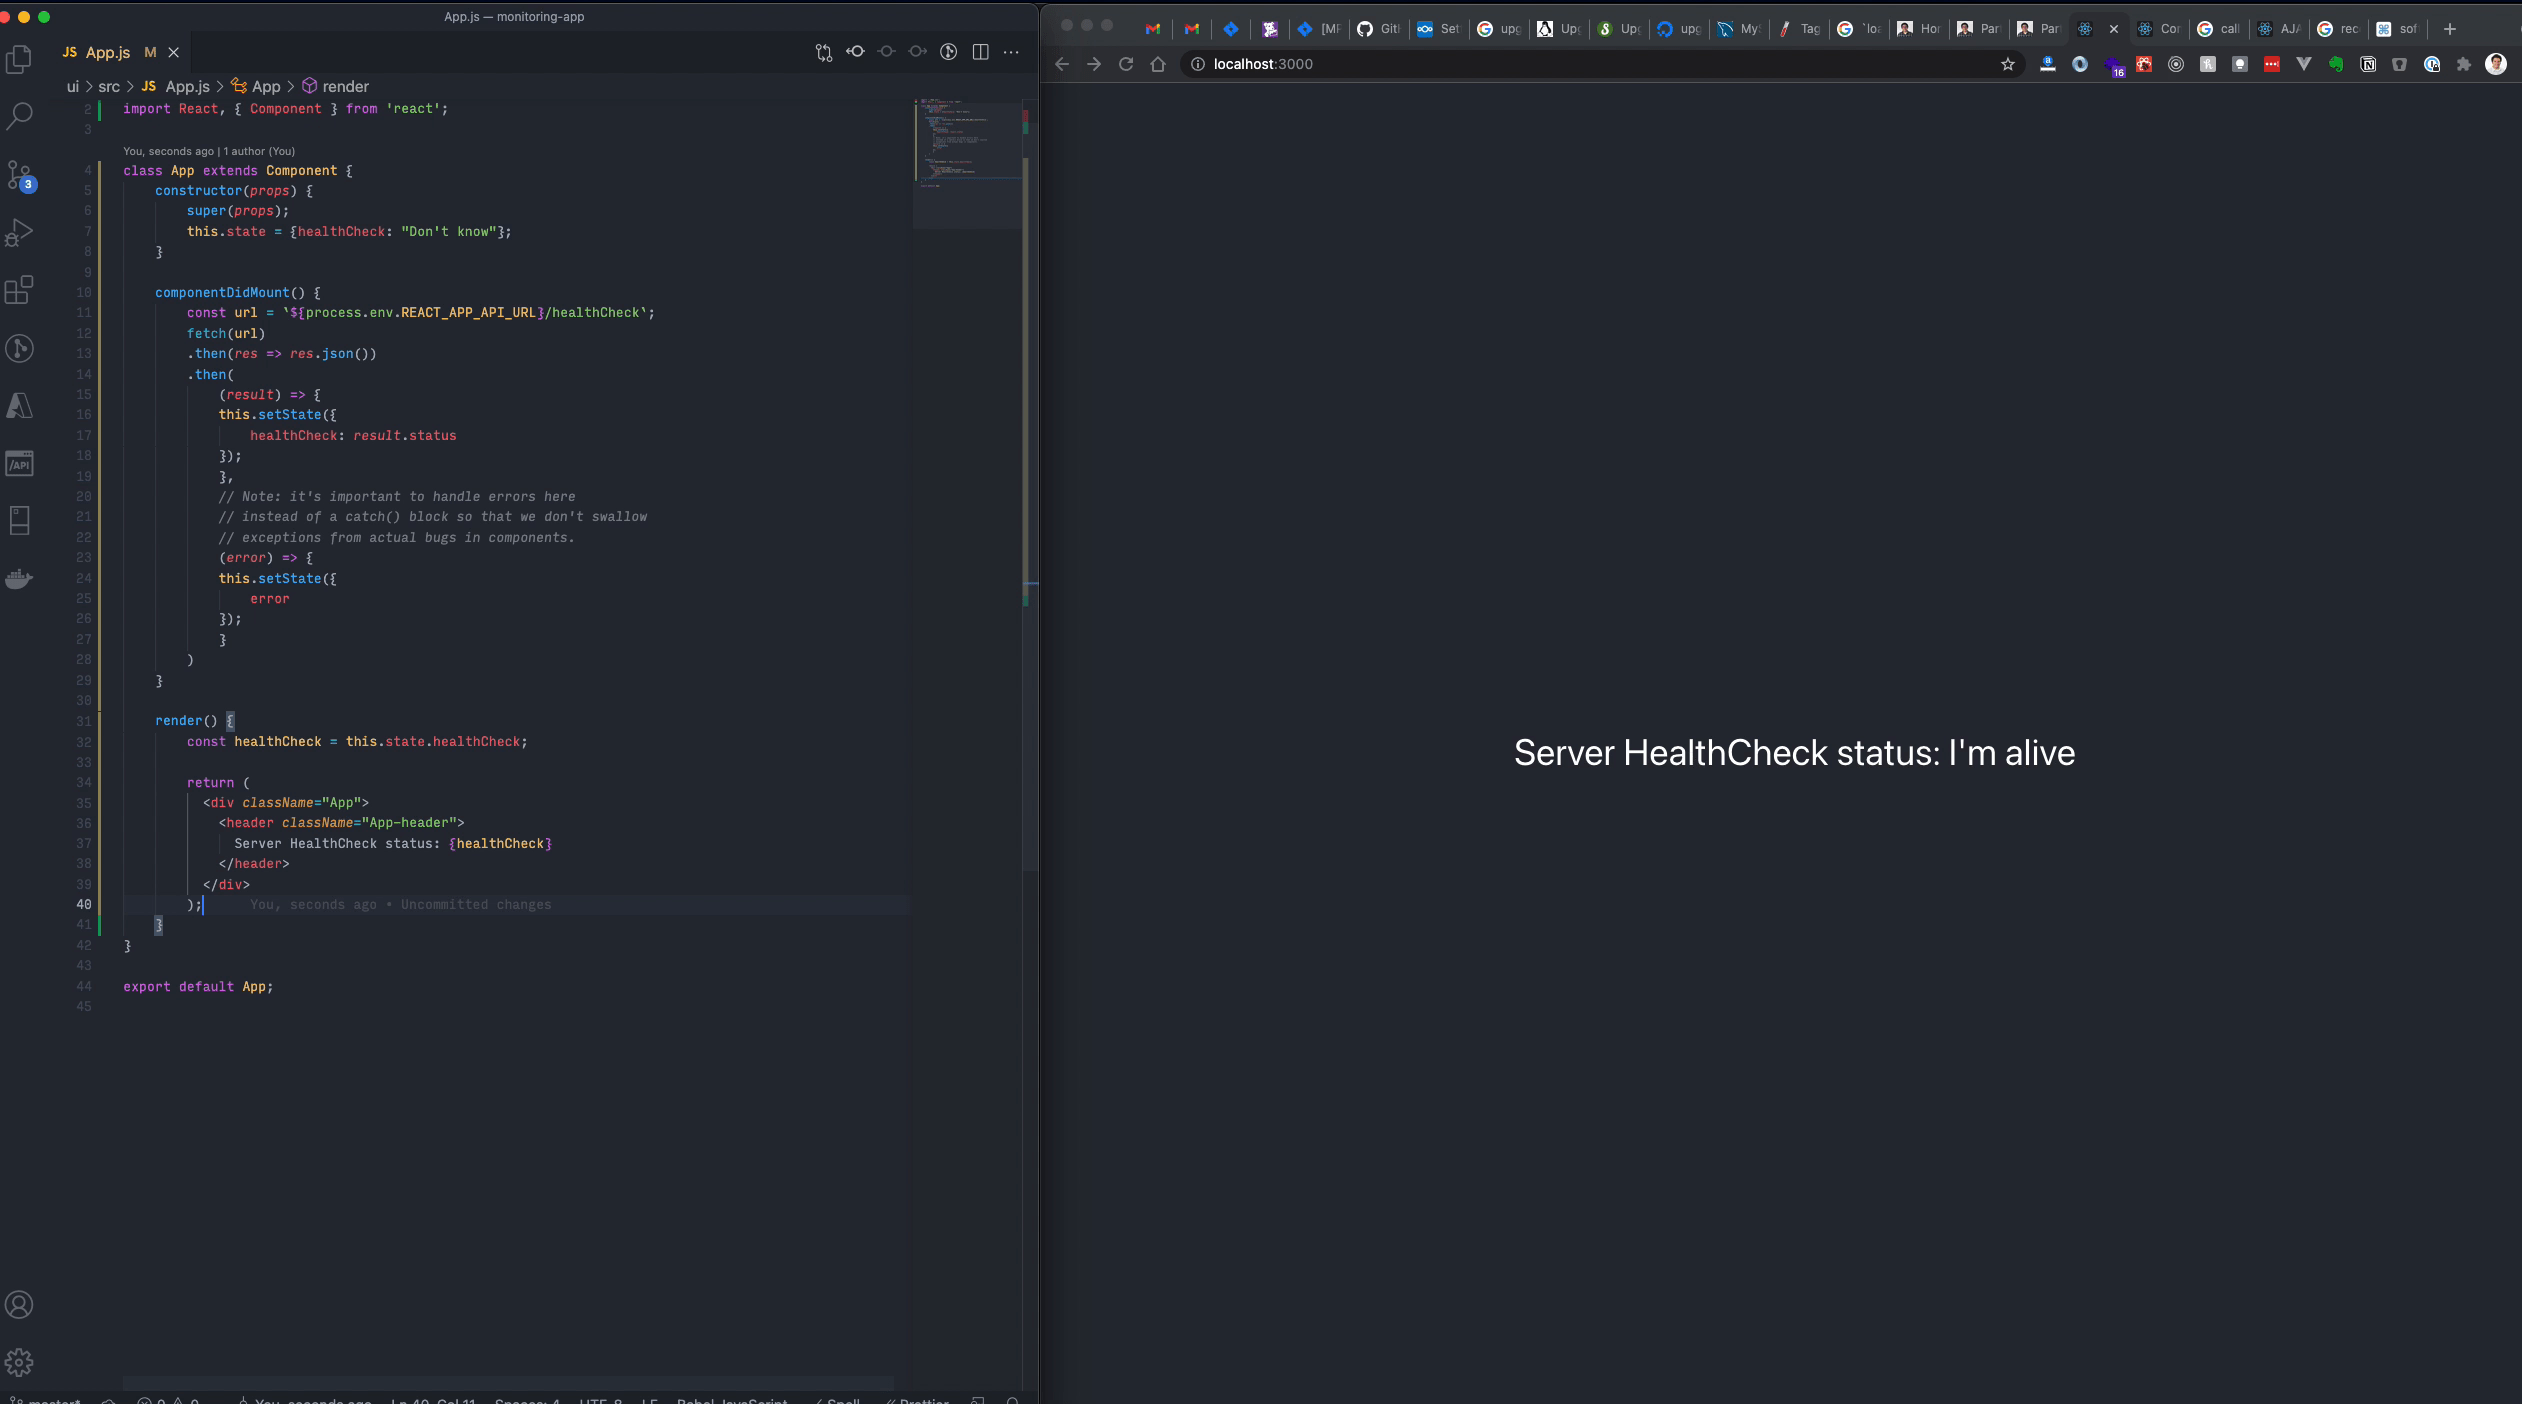 App.js — monitoring-app
JS App.js M
ui > src > JS App.js > App > render
2 import React, { Component } from 'react';
3
You, seconds ago | 1 author (You)
4 class App extends Component {
5 constructor(props) {
6 super(props);
7 this.state = {healthCheck: "Don't know"};
8 }
9
10 componentDidMount() {
11 const url = `${process.env.REACT_APP_API_URL}/healthCheck`;
12 fetch(url)
13 .then(res => res.json())
14 .then(
15 (result) => {
16 this.setState({
17 healthCheck: result.status
18 });
19 },
20 // Note: it's important to handle errors here
21 // instead of a catch() block so that we don't swallow
22 // exceptions from actual bugs in components.
23 (error) => {
24 this.setState({
25 error
26 });
27 }
28 )
29 }
30
31 render() {
32 const healthCheck = this.state.healthCheck;
33
34 return (
35 <div className="App">
36 <header className="App-header">
37 Server HealthCheck status: {healthCheck}
38 </header>
39 </div>
40 ); You, seconds ago • Uncommitted changes
41 }
42 }
43
44 export default App;
45
3
/API
master* You, seconds ago Ln 40, Col 11 Spaces: 4 UTF-8 LF Babel JavaScript Spell Prettier
[MP Git Set upg Upg Upg upg My Tag `loa Hor Par Par Cor call AJA rec sof
localhost:3000
16
Server HealthCheck status: I'm alive